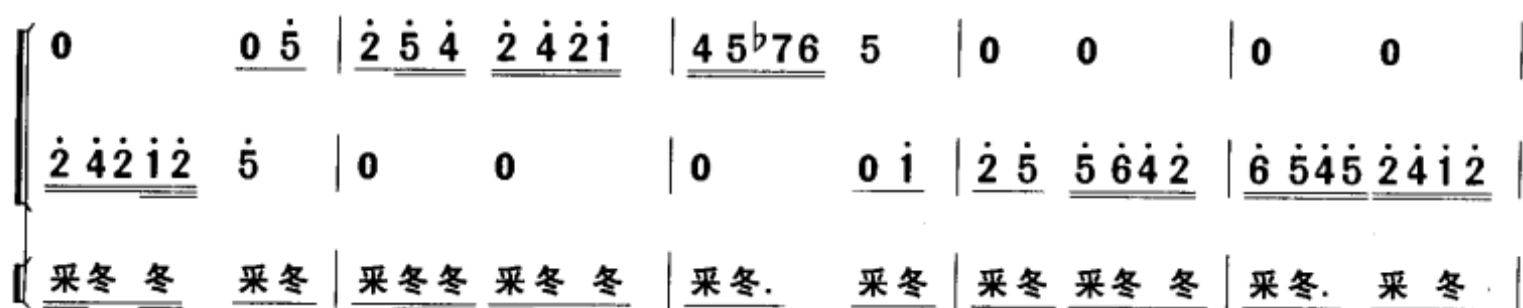 0 0 5̇ | 2̇ 5̇ 4̇ 2̇ 4̇ 2̇ 1̇ | 4 5 ♭7 6 5 | 0 0 | 0 0 |
2̇ 4̇ 2̇ 1̇ 2̇ 5̇ | 0 0 | 0 0 1̇ | 2̇ 5̇ 5̇ 6̇ 4̇ 2̇ | 6̇ 5̇ 4̇ 5̇ 2̇ 4̇ 1̇ 2̇ |
采冬 冬 采冬 | 采冬冬 采冬 冬 | 采冬. 采冬 | 采冬 采冬 冬 | 采冬. 采 冬 |